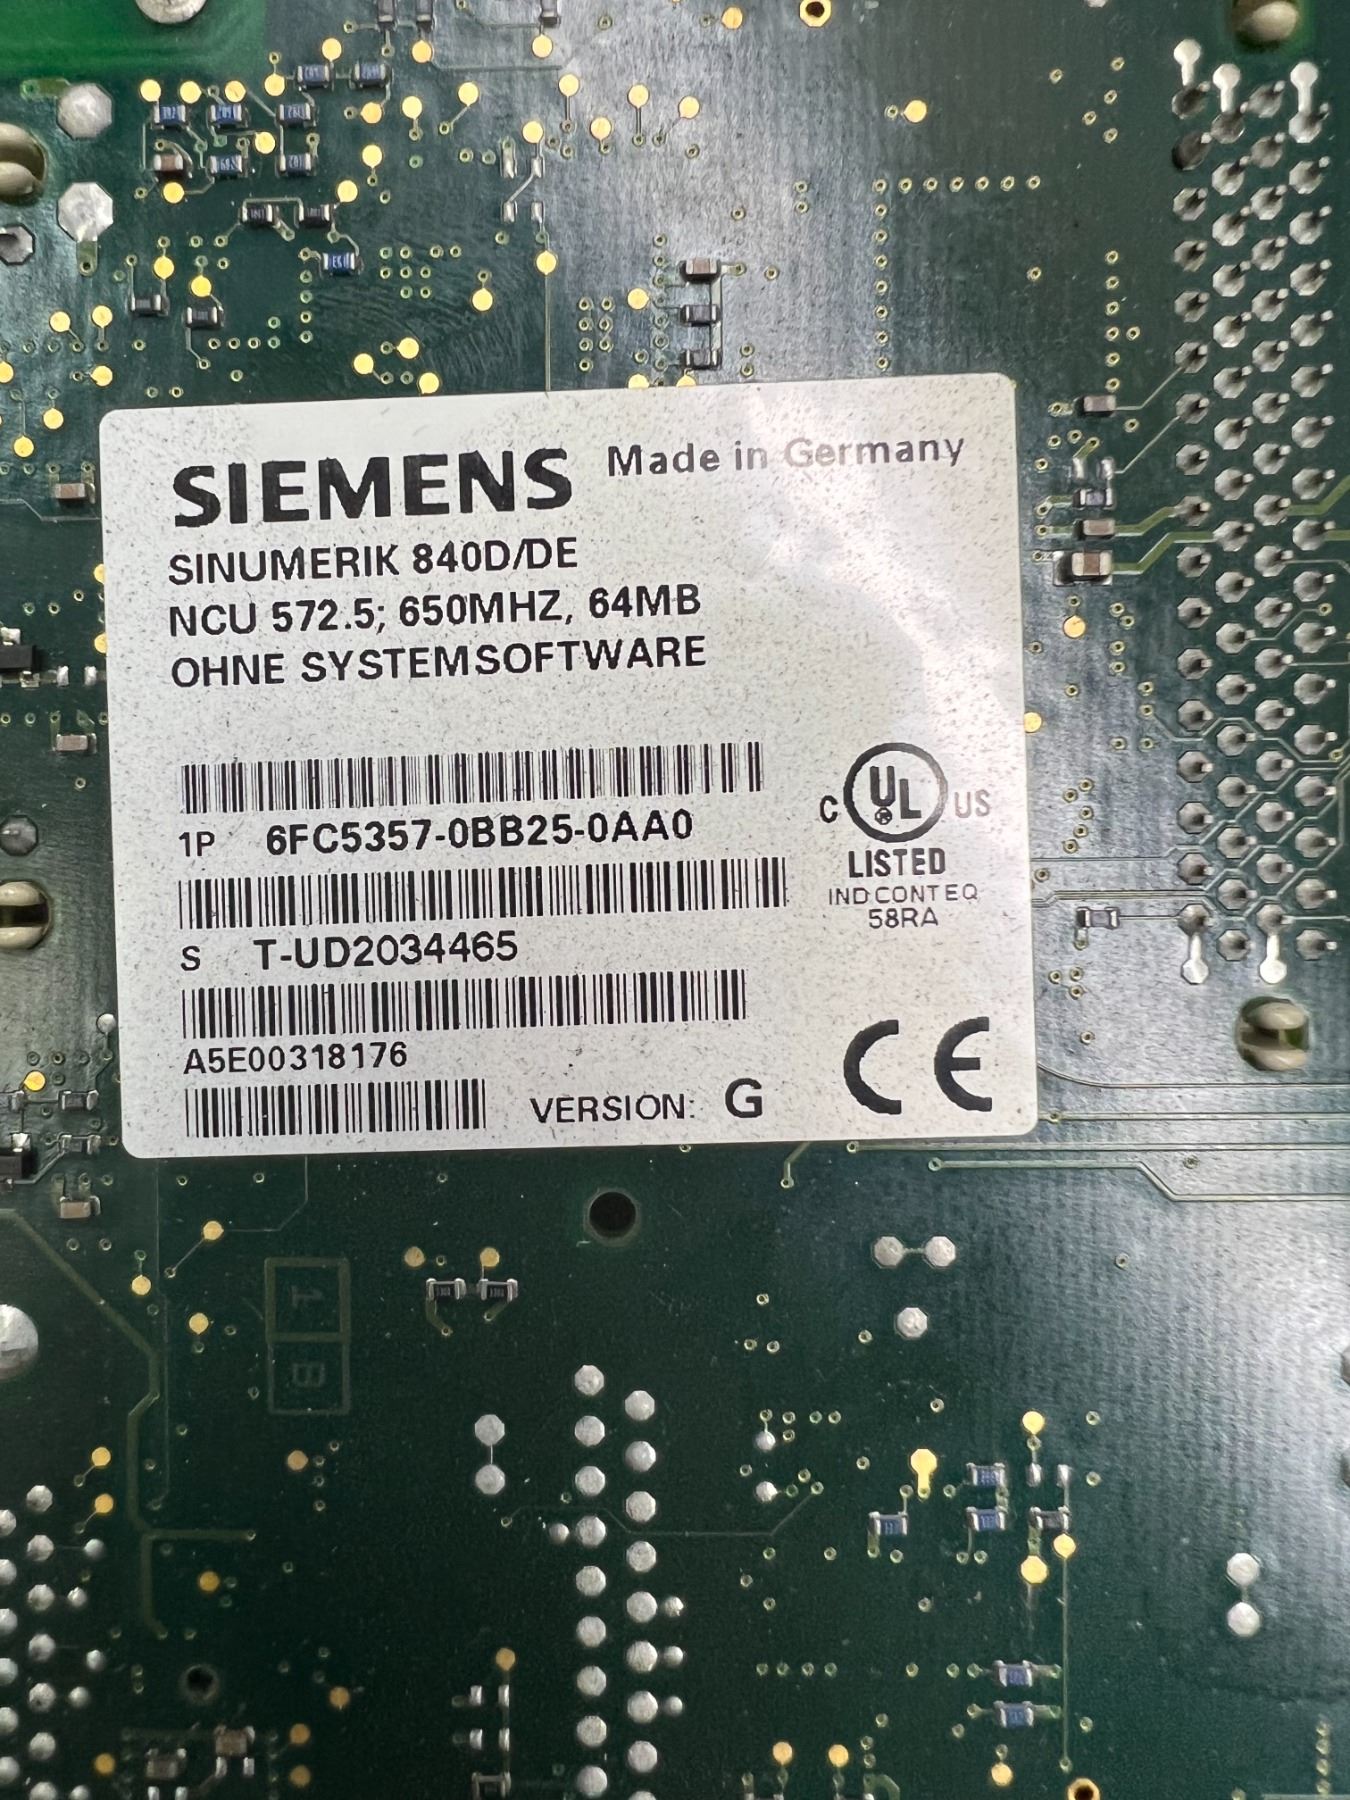 SIEMENS Made in Germany
SINUMERIK 840D/DE
NCU 572.5; 650MHZ, 64MB
OHNE SYSTEMSOFTWARE
1P 6FC5357-0BB25-0AA0
C UL US
LISTED
IND CONT EQ
58RA
S T-UD2034465
A5E00318176
VERSION: G
CE
1
B